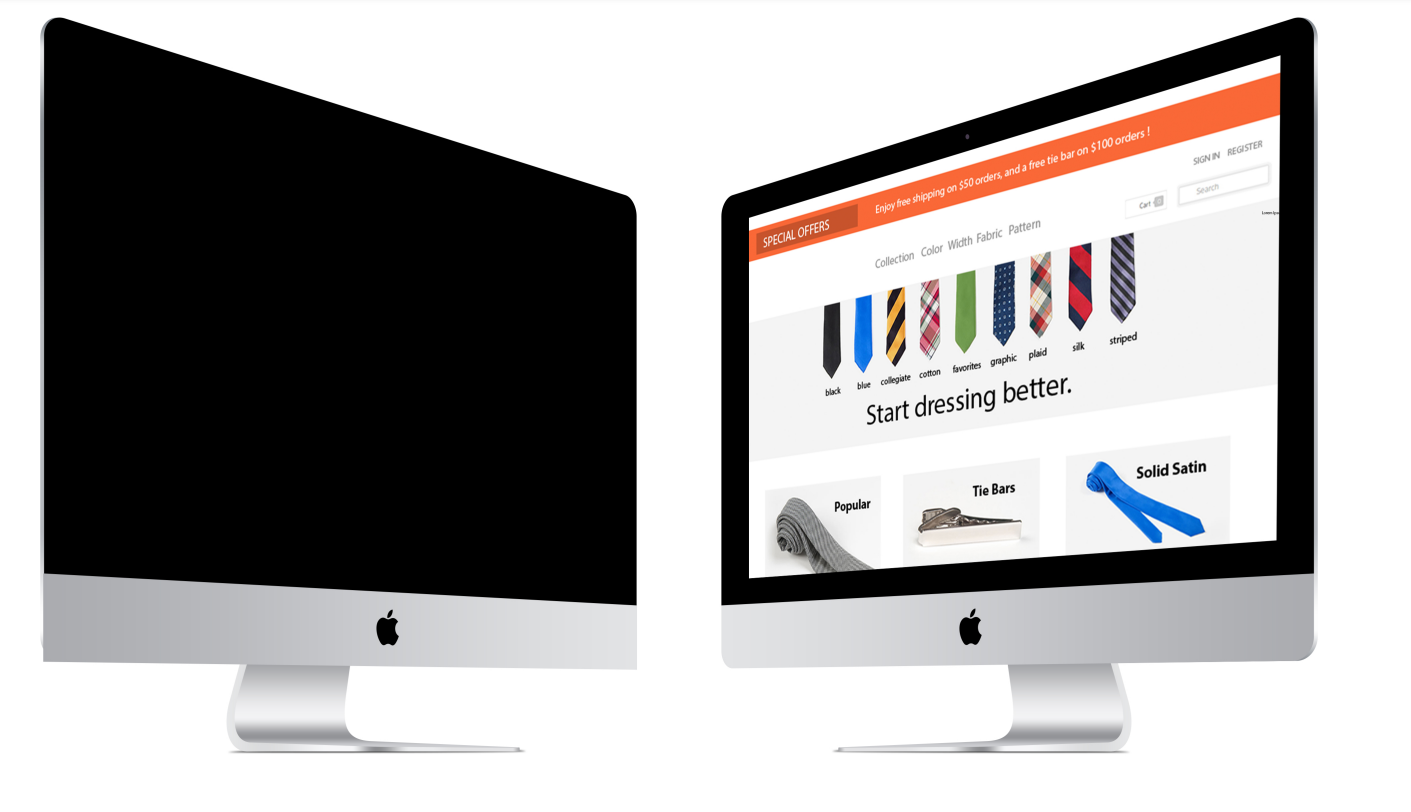 SPECIAL OFFERS
Enjoy free shipping on $50 orders, and a free tie bar on $100 orders !
SIGN IN REGISTER
Cart 0
Search
Collection Color Width Fabric Pattern
black blue collegiate cotton favorites graphic plaid silk striped
Start dressing better.
Popular
Tie Bars
Solid Satin